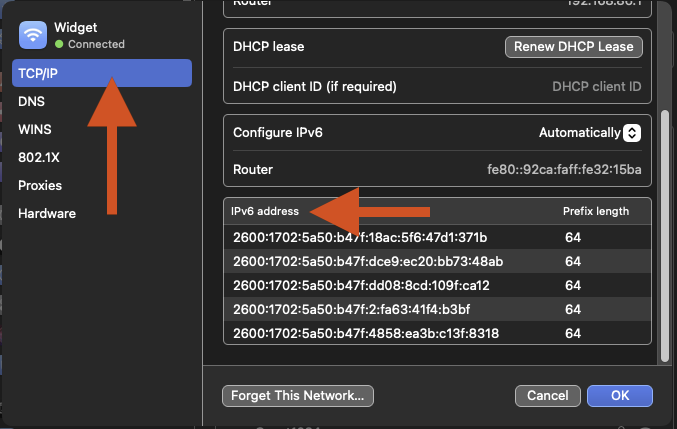 Widget
Connected
TCP/IP
DNS
WINS
802.1X
Proxies
Hardware
Router 192.168.86.1
DHCP lease Renew DHCP Lease
DHCP client ID (if required) DHCP client ID
Configure IPv6 Automatically
Router fe80::92ca:faff:fe32:15ba
IPv6 address Prefix length
2600:1702:5a50:b47f:18ac:5f6:47d1:371b 64
2600:1702:5a50:b47f:dce9:ec20:bb73:48ab 64
2600:1702:5a50:b47f:dd08:8cd:109f:ca12 64
2600:1702:5a50:b47f:2:fa63:41f4:b3bf 64
2600:1702:5a50:b47f:4858:ea3b:c13f:8318 64
Forget This Network... Cancel OK